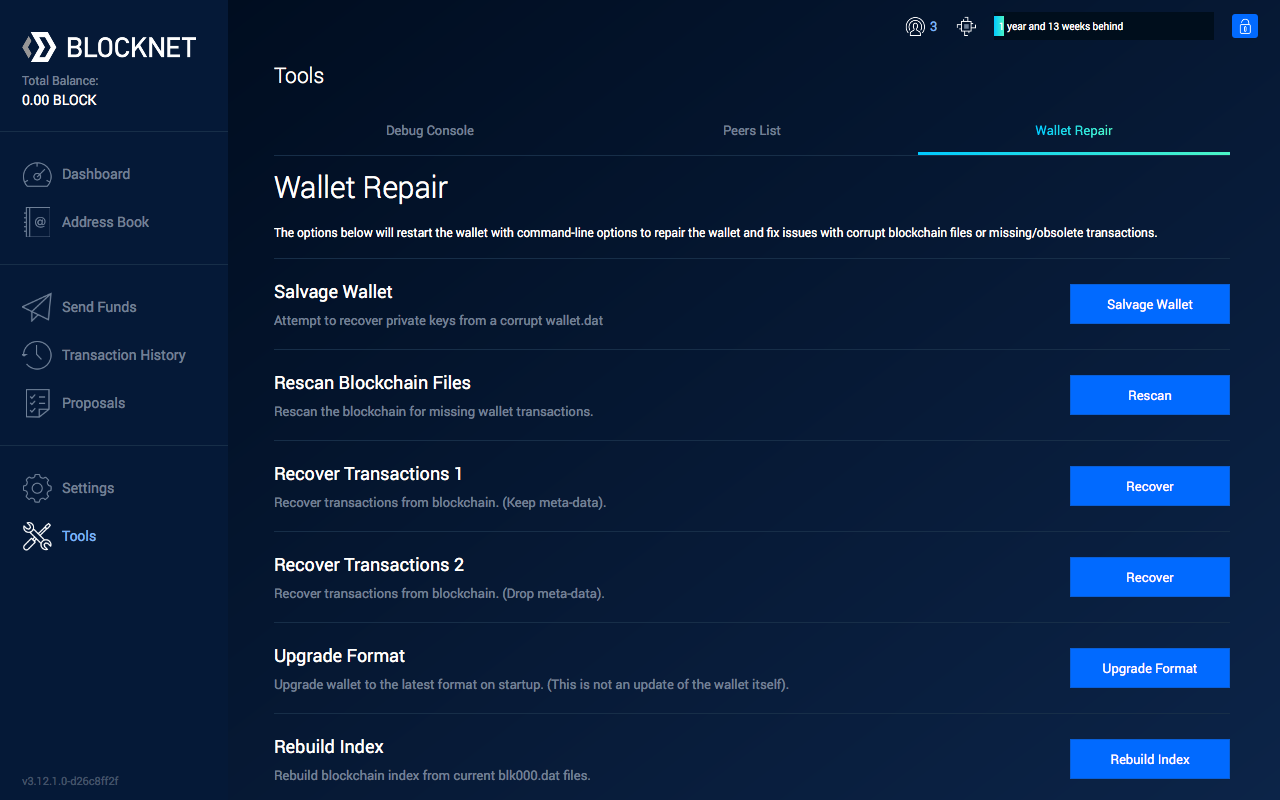 BLOCKNET
Total Balance:
0.00 BLOCK
Dashboard
@ Address Book
Send Funds
Transaction History
Proposals
Settings
Tools
v3.12.1.0-d26c8ff2f
3
1 year and 13 weeks behind
Tools
Debug Console
Peers List
Wallet Repair
Wallet Repair
The options below will restart the wallet with command-line options to repair the wallet and fix issues with corrupt blockchain files or missing/obsolete transactions.
Salvage Wallet
Attempt to recover private keys from a corrupt wallet.dat
Salvage Wallet
Rescan Blockchain Files
Rescan the blockchain for missing wallet transactions.
Rescan
Recover Transactions 1
Recover transactions from blockchain. (Keep meta-data).
Recover
Recover Transactions 2
Recover transactions from blockchain. (Drop meta-data).
Recover
Upgrade Format
Upgrade wallet to the latest format on startup. (This is not an update of the wallet itself).
Upgrade Format
Rebuild Index
Rebuild blockchain index from current blk000.dat files.
Rebuild Index